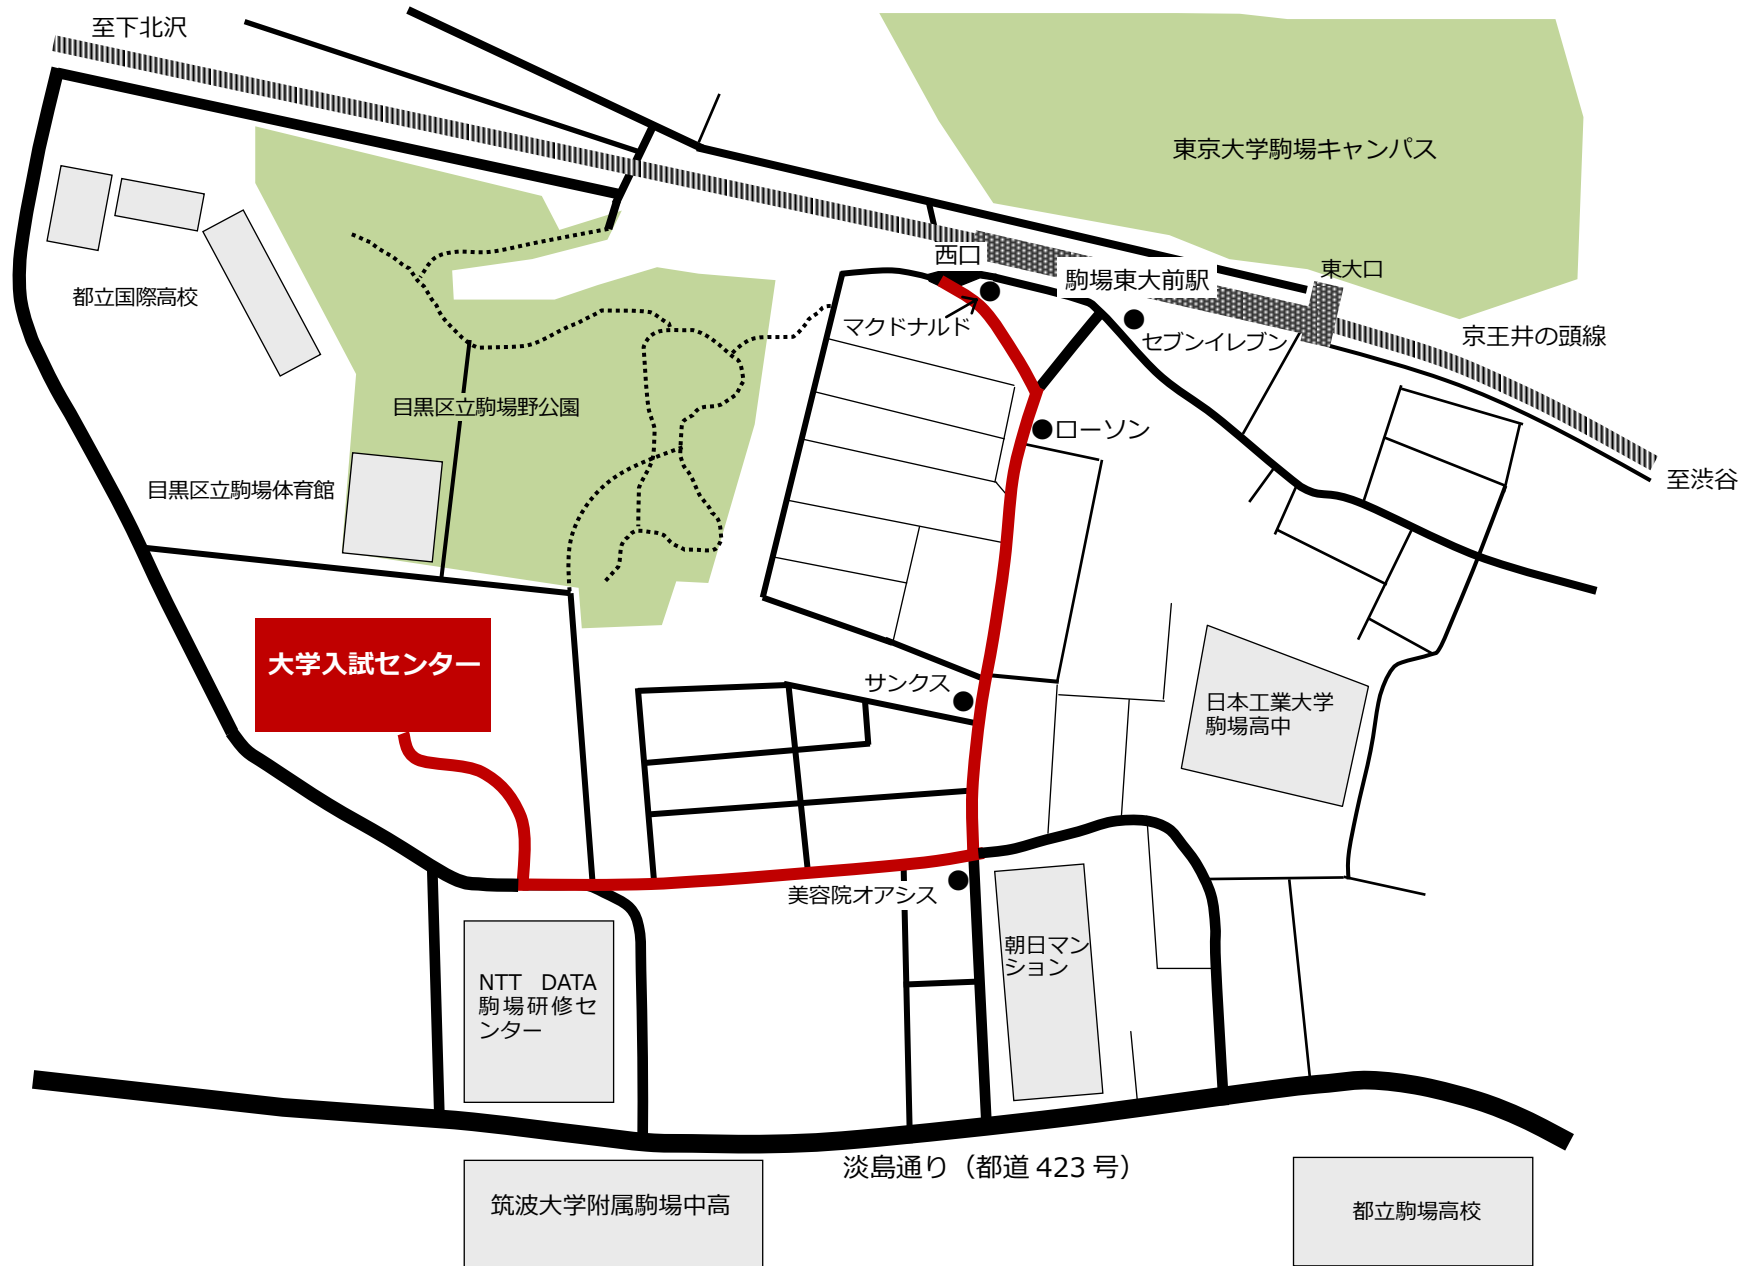 至下北沢
東京大学駒場キャンパス
西口
東大口
駒場東大前駅
都立国際高校
マクドナルド
セブンイレブン
京王井の頭線
目黒区立駒場野公園
ローソン
至渋谷
目黒区立駒場体育館
大学入試センター
サンクス
日本工業大学
駒場高中
美容院オアシス
朝日マン
ション
NTT DATA
駒場研修セ
ンター
淡島通り（都道 423 号）
筑波大学附属駒場中高
都立駒場高校